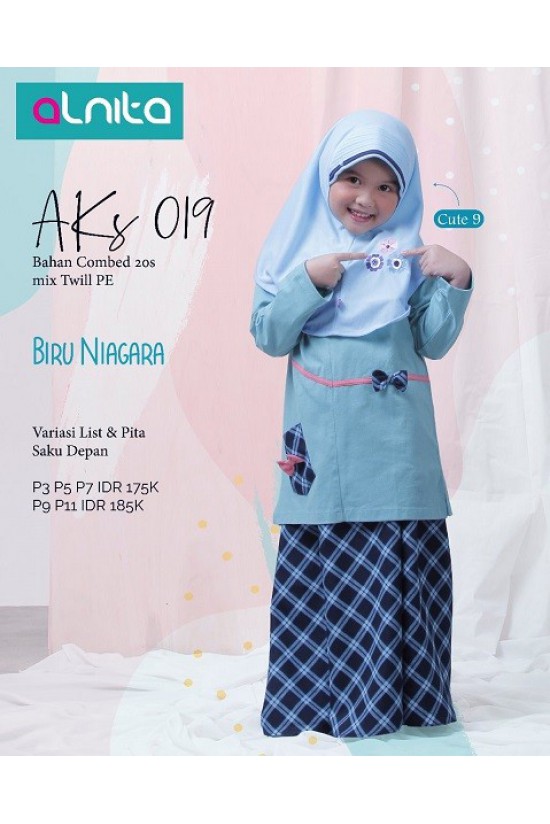 alnita
AKs 019
Bahan Combed 20s
mix Twill PE
Cute 9
BIRU NIAGARA
Variasi List & Pita
Saku Depan
P3 P5 P7 IDR 175K
P9 P11 IDR 185K